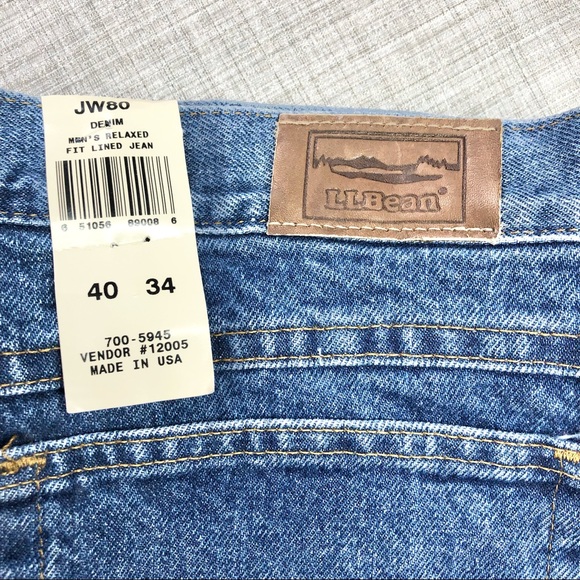 JW80
DENIM
MEN'S RELAXED
FIT LINED JEAN
6 51056 89008 6
40 34
700-5945
VENDOR #12005
MADE IN USA
L.L.Bean®